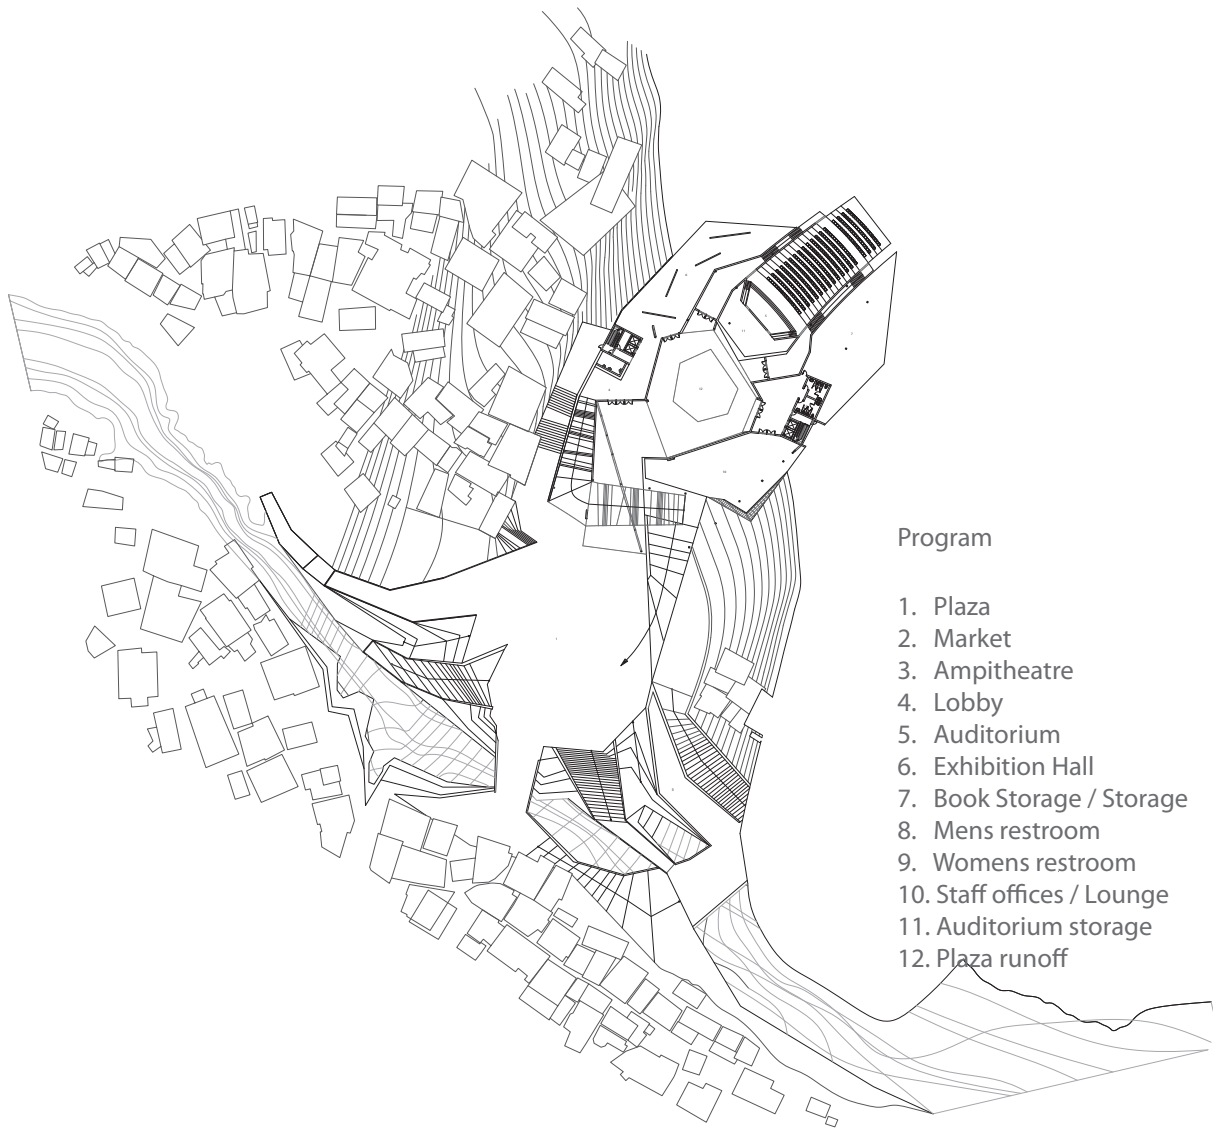 Program
1. Plaza
2. Market
3. Ampitheatre
4. Lobby
5. Auditorium
6. Exhibition Hall
7. Book Storage / Storage
8. Mens restroom
9. Womens restroom
10. Staff offices / Lounge
11. Auditorium storage
12. Plaza runoff